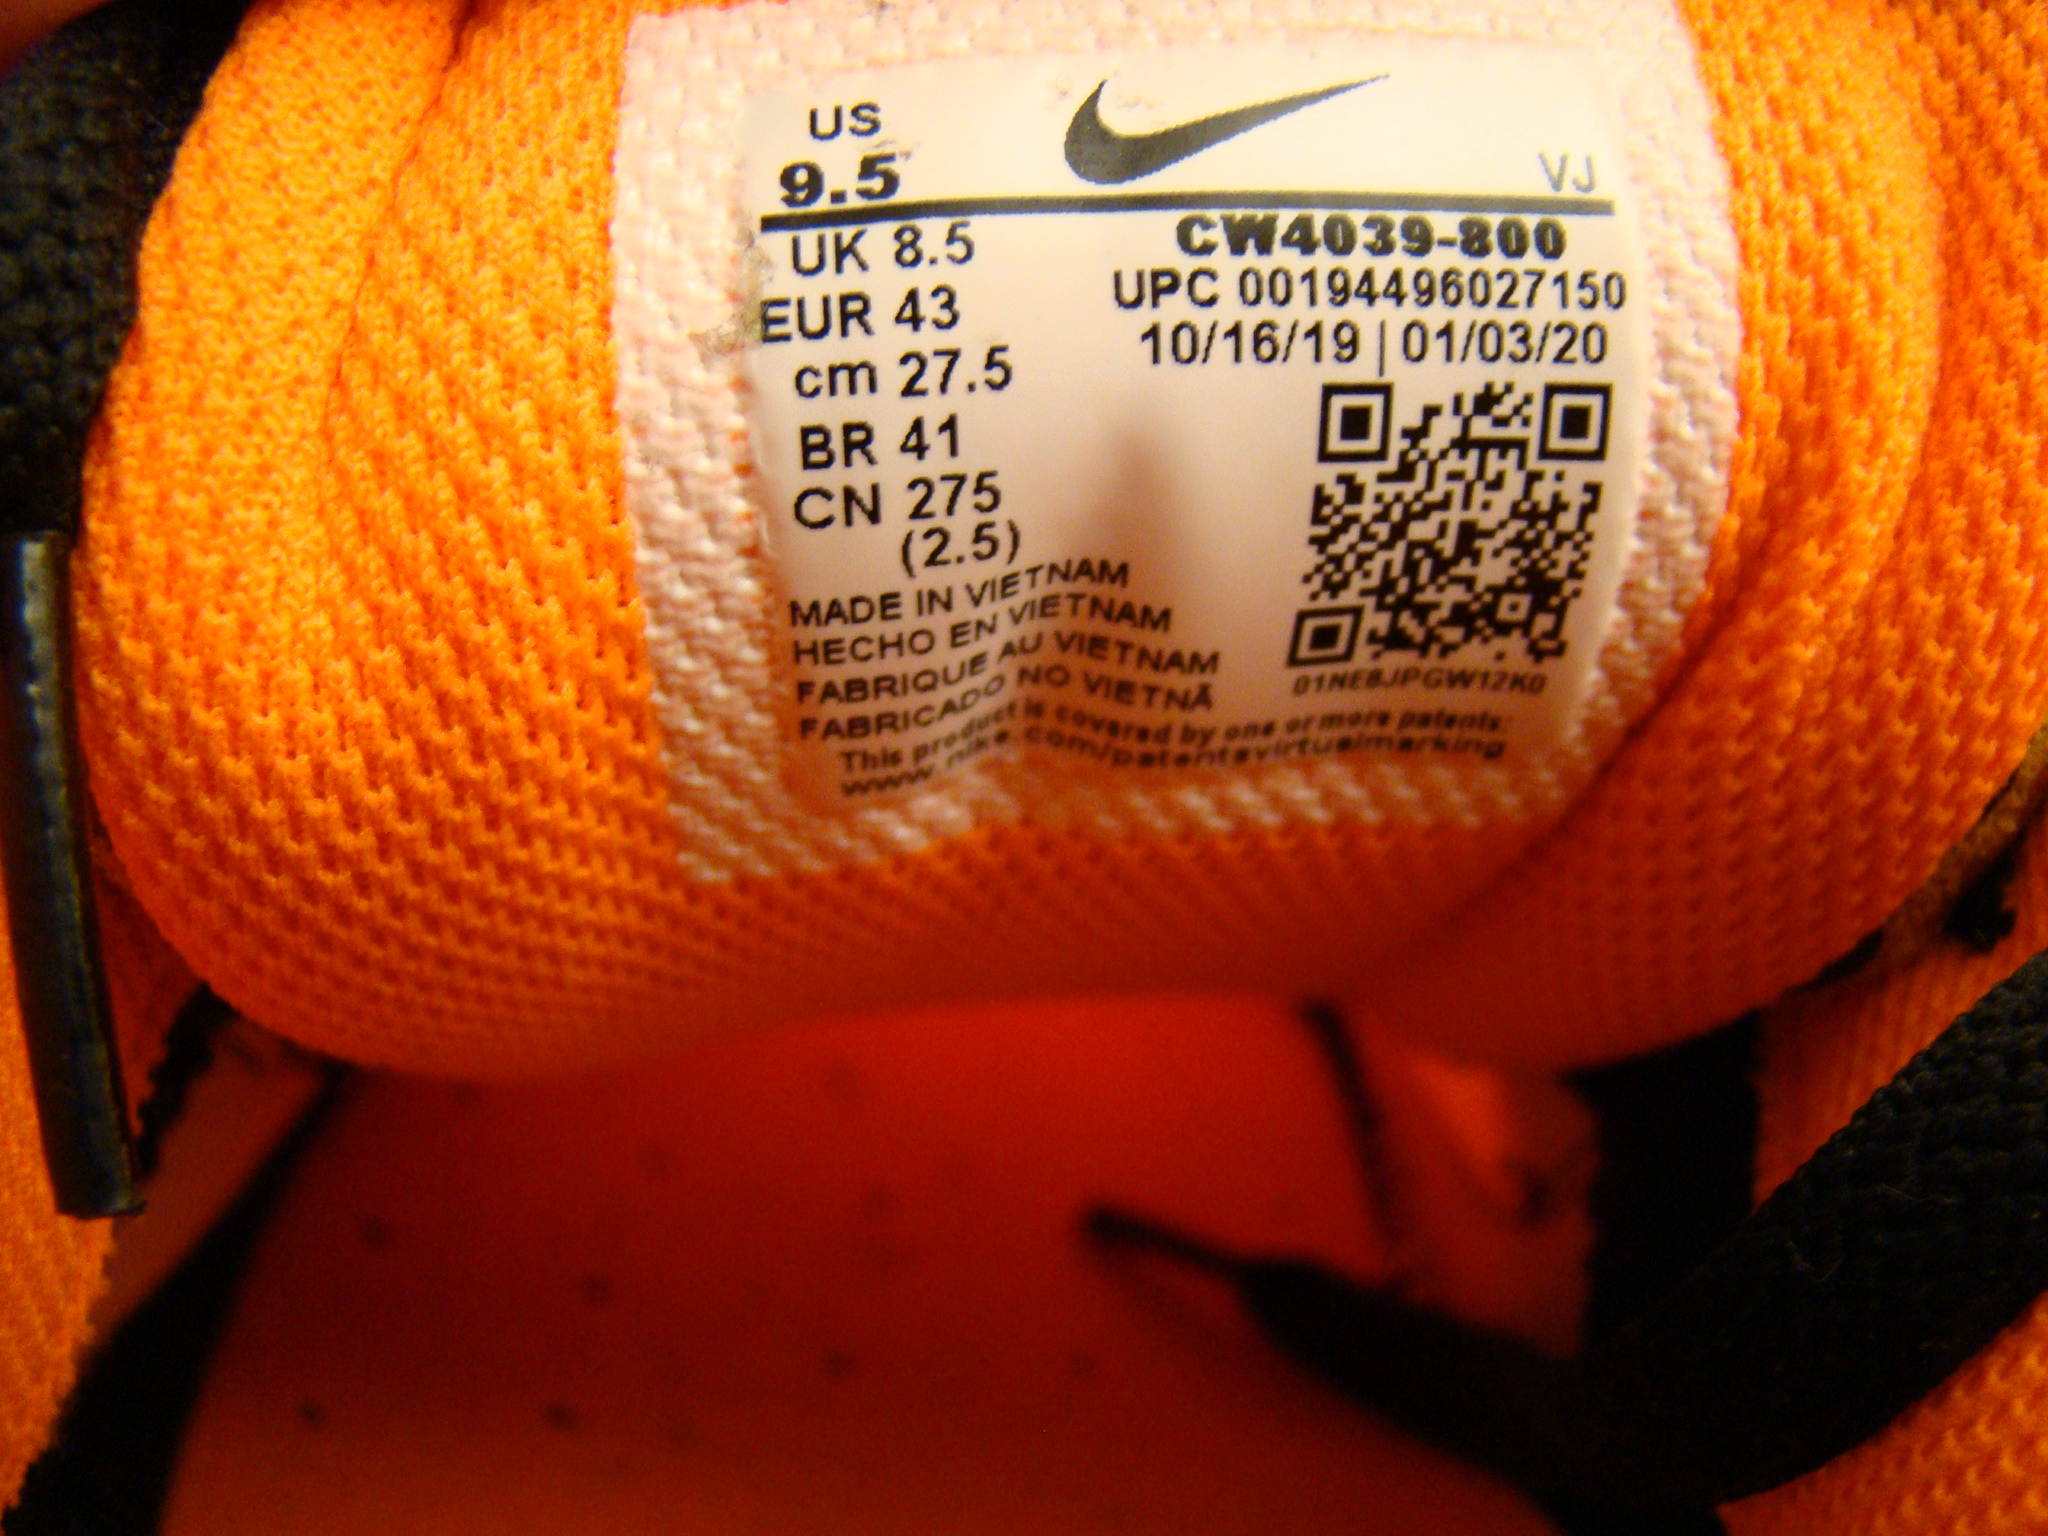 US
9.5
VJ
UK 8.5
EUR 43
cm 27.5
BR 41
CN 275
(2.5)
CW4039-800
UPC 00194496027150
10/16/19 | 01/03/20
01NE8JPGW12K0
MADE IN VIETNAM
HECHO EN VIETNAM
FABRIQUE AU VIETNAM
FABRICADO NO VIETNÃ
This product is covered by one or more patents:
www.nike.com/patentsvirtualmarking